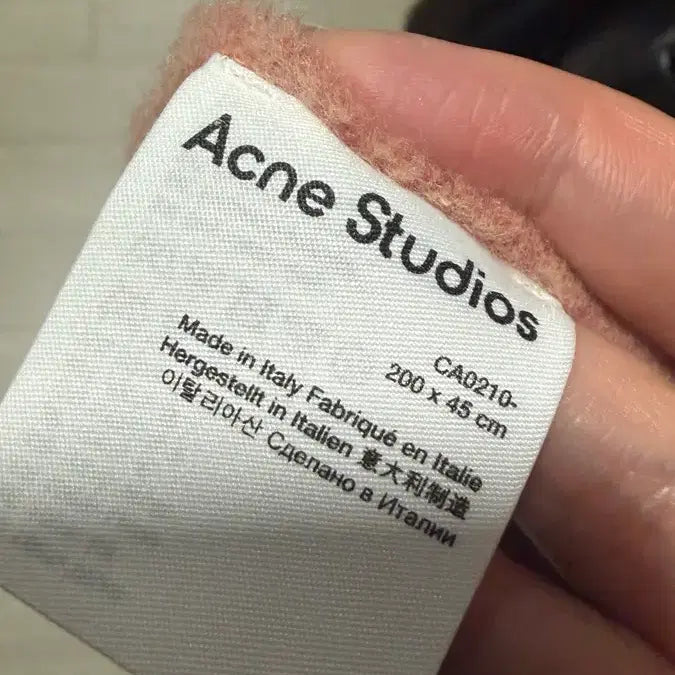 Acne Studios
CA0210-
200 x 45 cm
Made in Italy Fabriqué en Italie
Hergestellt in Italien 意大利制造
이탈리아산 Сделано в Италии